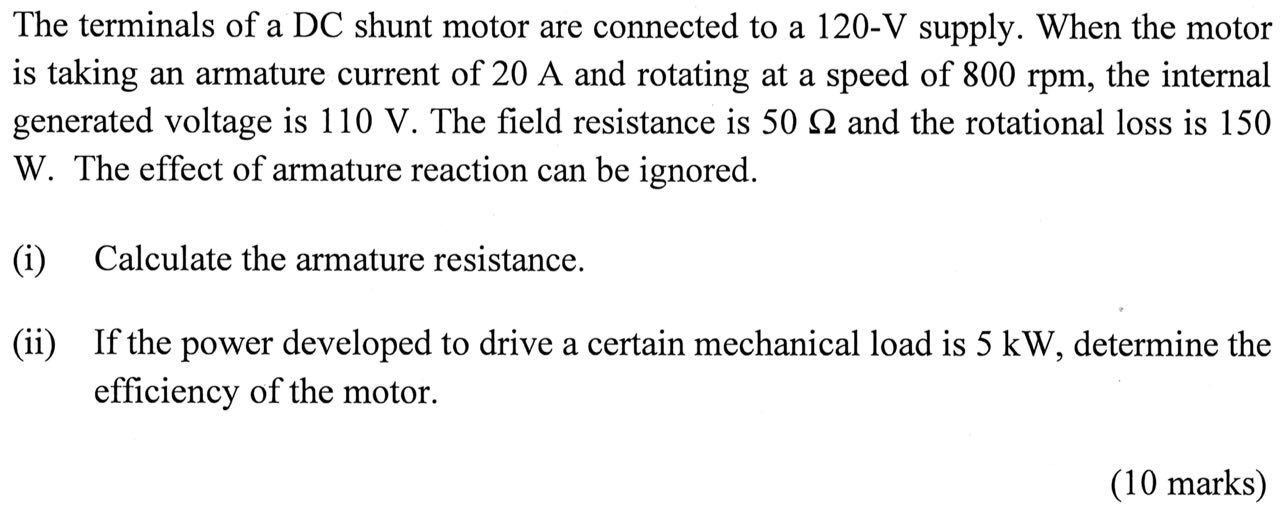 The terminals of a DC shunt motor are connected to a 120-V supply. When the motor
is taking an armature current of 20 A and rotating at a speed of 800 rpm, the internal
generated voltage is 110 V. The field resistance is 50 Ω and the rotational loss is 150
W. The effect of armature reaction can be ignored.
(i) Calculate the armature resistance.
(ii) If the power developed to drive a certain mechanical load is 5 kW, determine the
efficiency of the motor.
(10 marks)